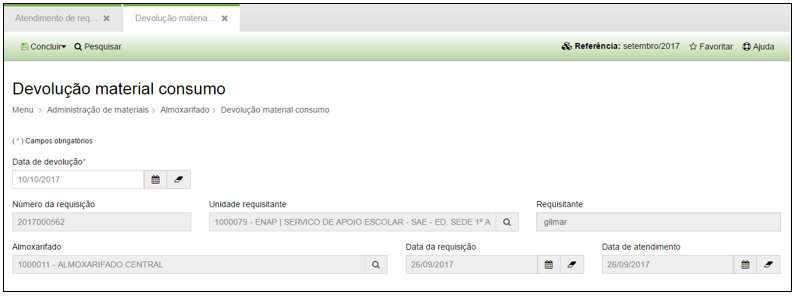 Atendimento de req... ✖ Devolução materia... ✖
Concluir Pesquisar Referência: setembro/2017 Favoritar Ajuda
Devolução material consumo
Menu > Administração de materiais > Almoxarifado > Devolução material consumo
( * ) Campos obrigatórios
Data de devolução*
10/10/2017
Número da requisição Unidade requisitante Requisitante
2017000562 1000079 - ENAP | SERVICO DE APOIO ESCOLAR - SAE - ED. SEDE 1º A gilmar
Almoxarifado Data da requisição Data de atendimento
1000011 - ALMOXARIFADO CENTRAL 26/09/2017 26/09/2017